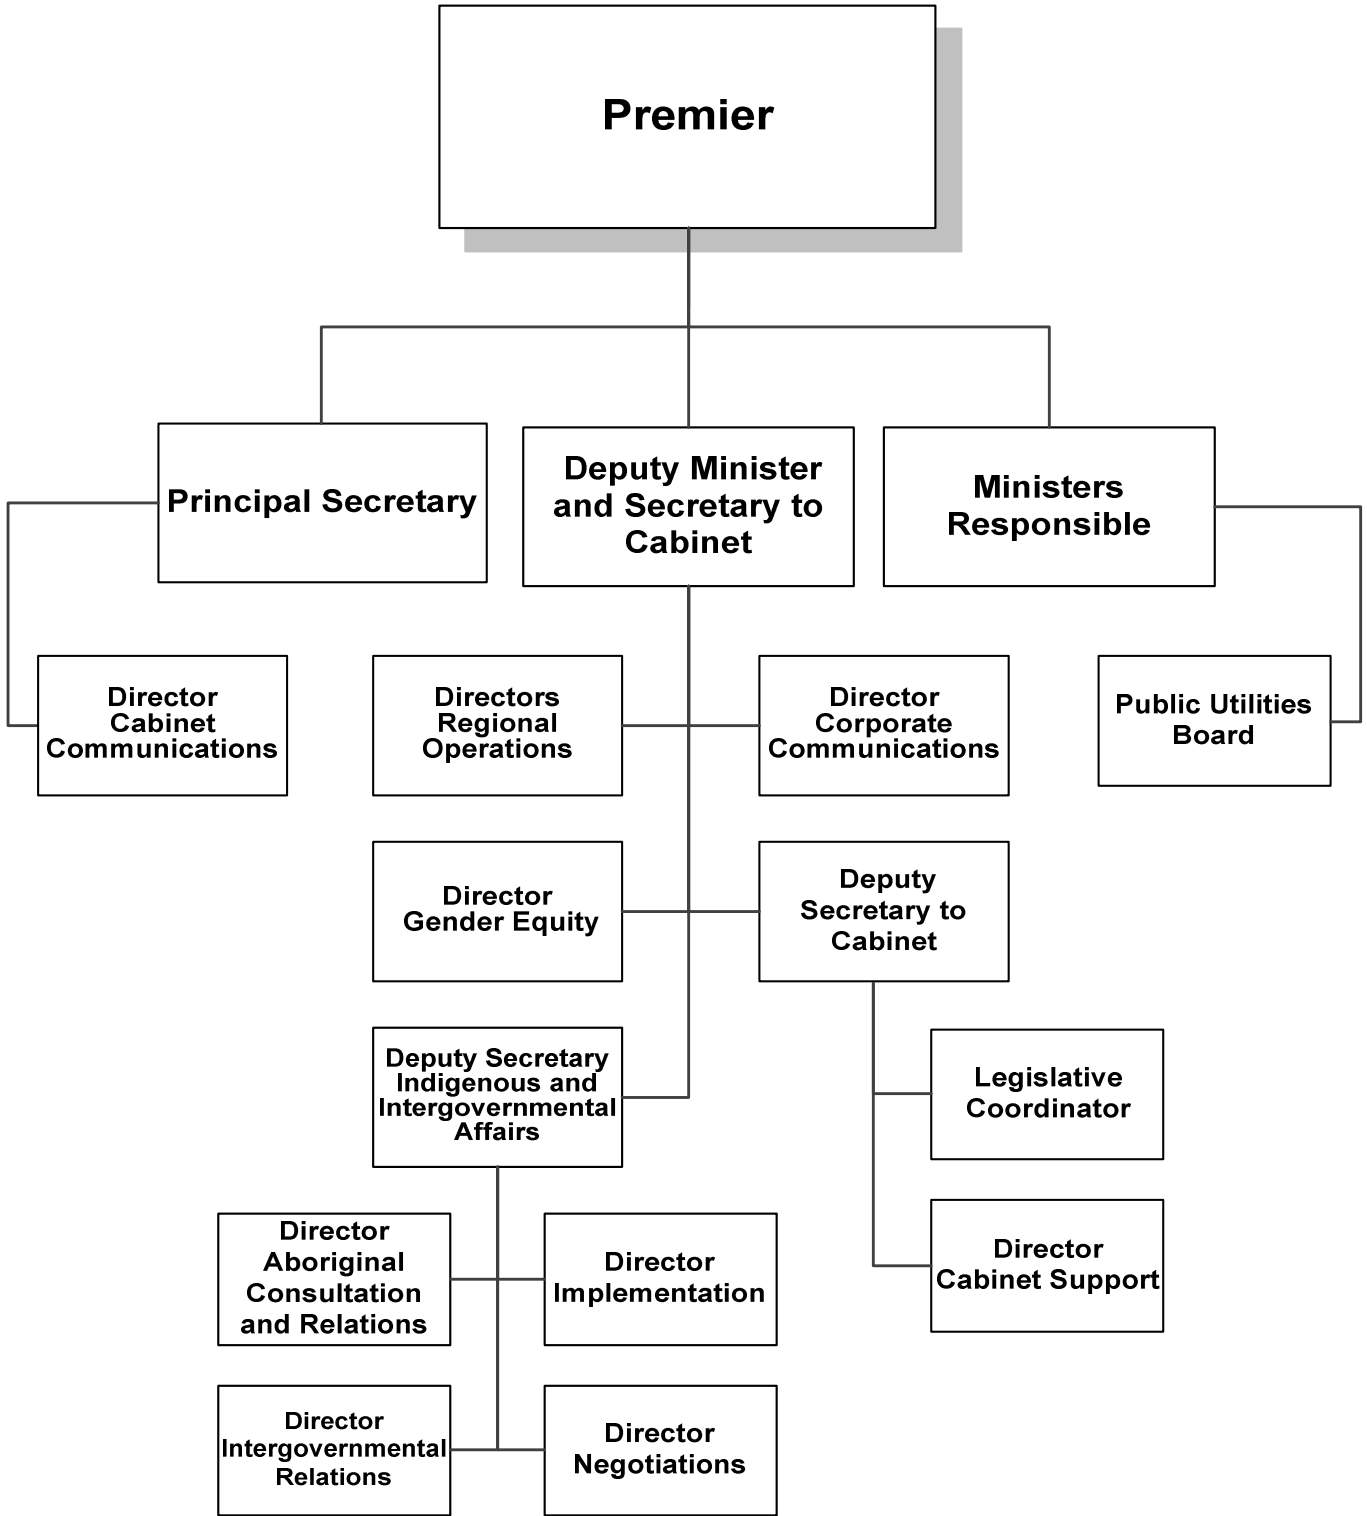 Premier
Principal Secretary
Deputy Minister
and Secretary to
Cabinet
Ministers
Responsible
Director
Cabinet
Communications
Directors
Regional
Operations
Director
Corporate
Communications
Public Utilities
Board
Director
Gender Equity
Deputy
Secretary to
Cabinet
Deputy Secretary
Indigenous and
Intergovernmental
Affairs
Legislative
Coordinator
Director
Aboriginal
Consultation
and Relations
Director
Implementation
Director
Cabinet Support
Director
Intergovernmental
Relations
Director
Negotiations